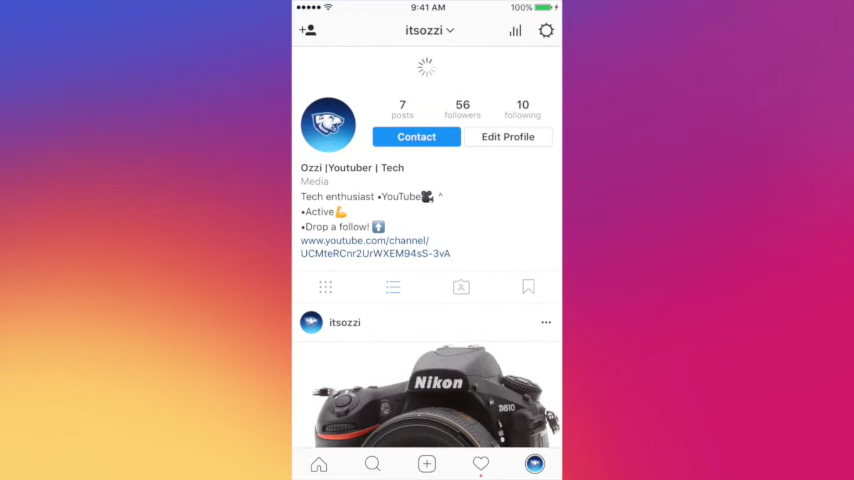 9:41 AM
100%
itsozzi
7
56
10
posts
followers
following
Contact
Edit Profile
Ozzi |Youtuber | Tech
Media
Tech enthusiast •YouTube🎥 ^
•Active💪
•Drop a follow! ⬆️
www.youtube.com/channel/
UCMteRCnr2UrWXEM94sS-3vA
itsozzi
Nikon
D810